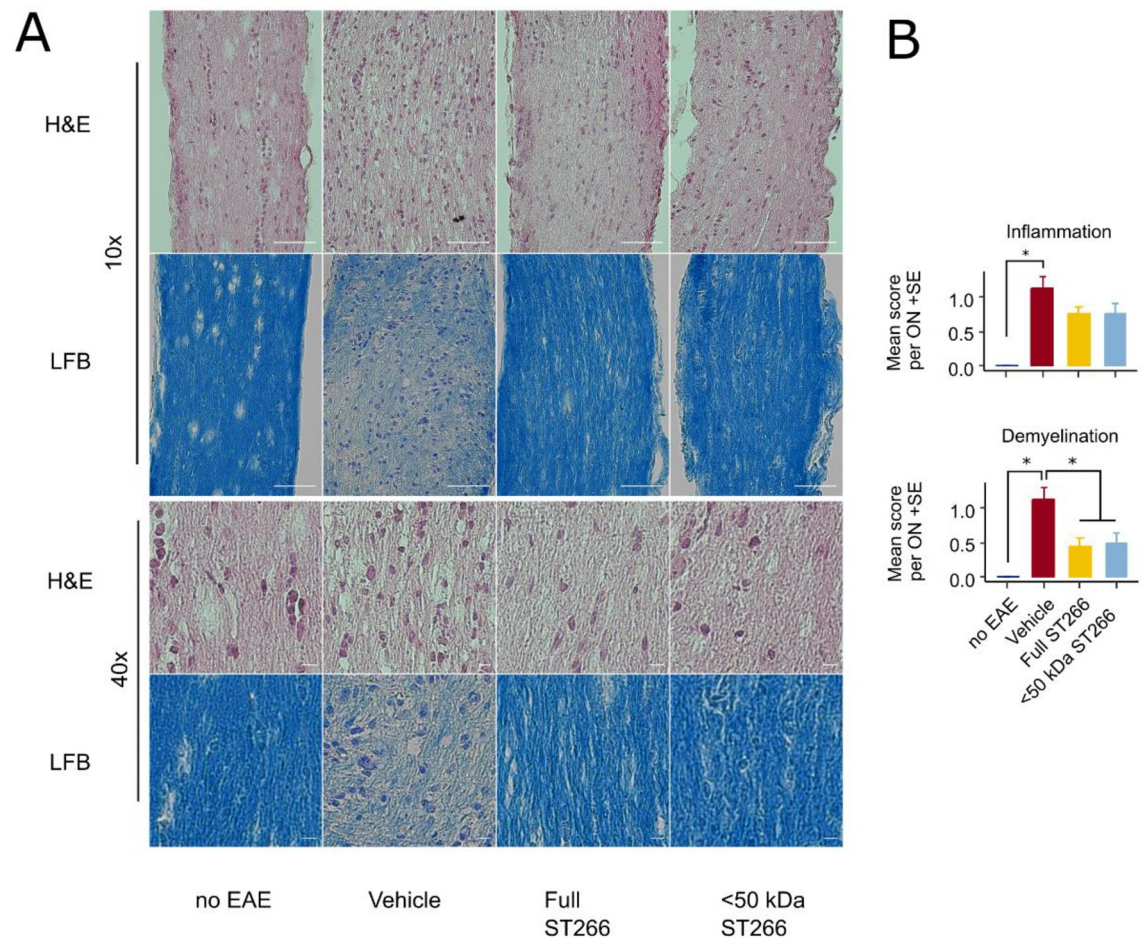 A
10x
H&E
LFB
40x
H&E
LFB
no EAE
Vehicle
Full
ST266
<50 kDa
ST266
B
Inflammation
Mean score
per ON +SE
1.0
0.5
0.0
*
Demyelination
Mean score
per ON +SE
1.0
0.5
0.0
*
*
no EAE
Vehicle
Full ST266
<50 kDa ST266